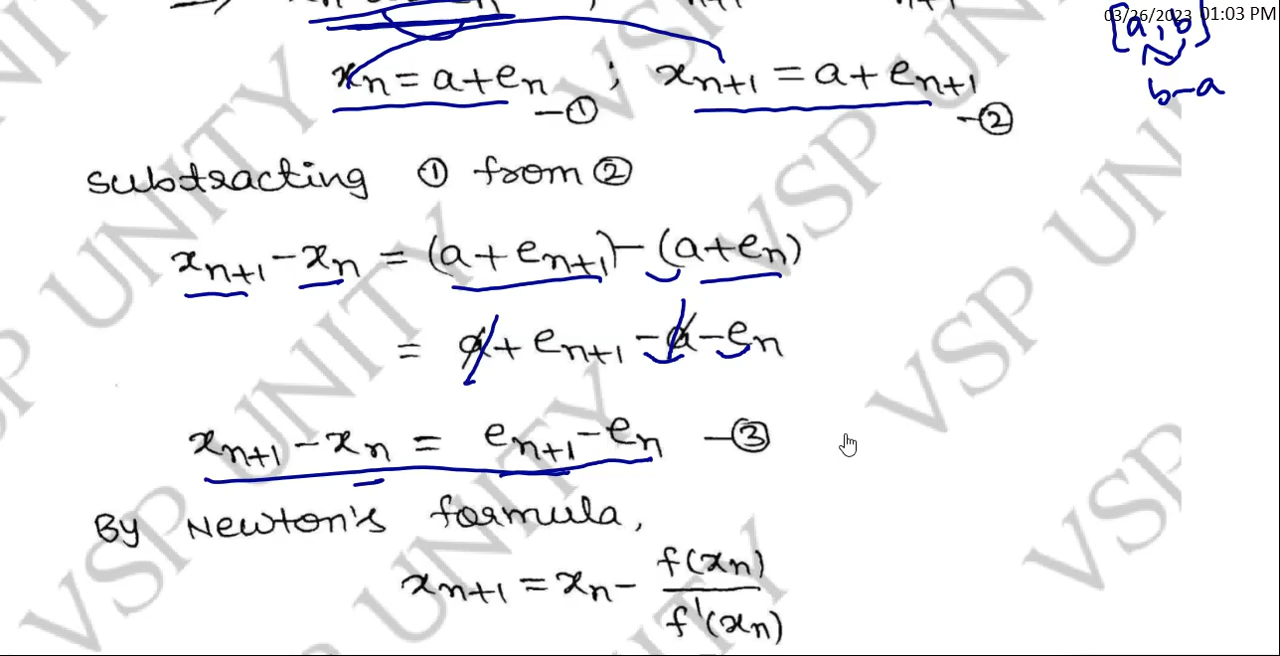 03/26/2023 01:03 PM
[a, b]
b-a
xₙ = a+eₙ —① ; xₙ₊₁ = a+eₙ₊₁ —②
subtracting ① from ②
xₙ₊₁-xₙ = (a+eₙ₊₁)-(a+eₙ)
= a+eₙ₊₁-a-eₙ
xₙ₊₁-xₙ = eₙ₊₁-eₙ —③
By Newton's formula,
xₙ₊₁ = xₙ- f(xₙ)/f'(xₙ)
VSP UNITY